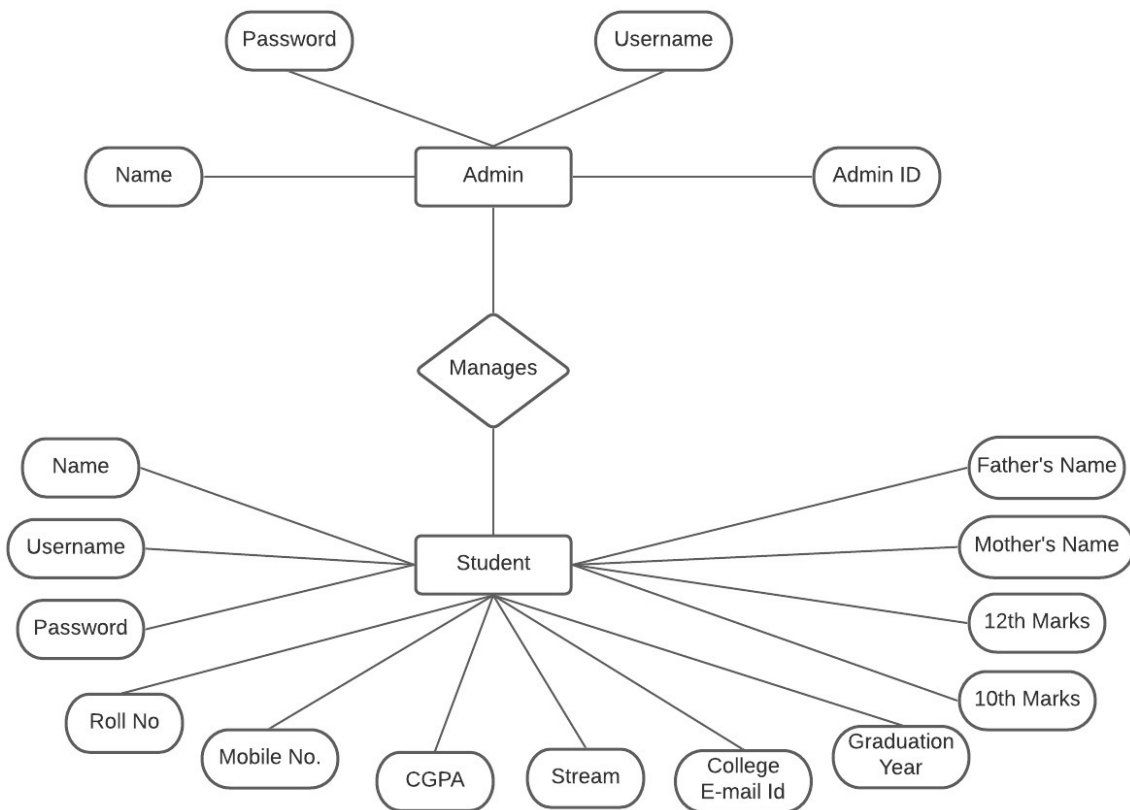 Password
Username
Name
Admin
Admin ID
Manages
Name
Father's Name
Username
Mother's Name
Student
Password
12th Marks
Roll No
10th Marks
Mobile No.
CGPA
Stream
College
E-mail Id
Graduation
Year